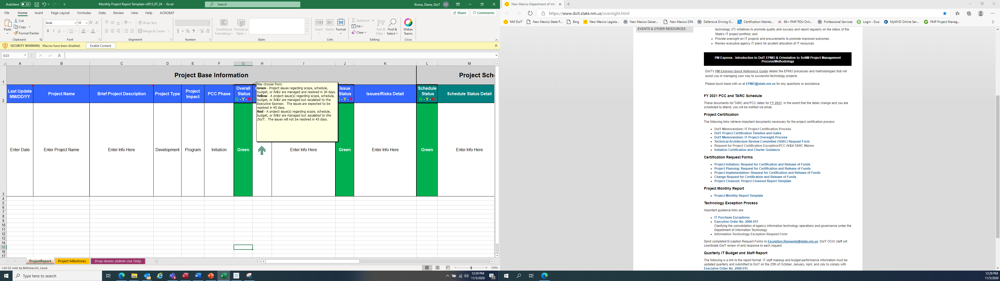 AutoSave Off
Monthly Project Report Template-v2013_07_24 - Excel
Search
Rivera, Diane, DoIT
DR
File Home Insert Page Layout Formulas Data Review View Help ACROBAT
Share Comments
Paste
Cut
Copy
Format Painter
Clipboard
Arial 10
B I U
Font
Wrap Text
Merge & Center
Alignment
$ % 9
Number
Conditional Formatting
Format as Table
Styles
Insert Delete Format
Cells
AutoSum
Fill
Clear
Sort & Filter
Find & Select
Editing
Webex Teams
Cisco
SECURITY WARNING Macros have been disabled. Enable Content
G15
fx
A B C D E F G H I J K L M
1
Project Base Information
Project Sch
2
Last Update MM/DD/YY
Project Name
Brief Project Description
Project Type
Project Impact
PCC Phase
Overall Status G - Y - R
Issue Status - Y - R
Issues/Risks Detail
Schedule Status G - Y - R
Schedule Status Detail
May choose from:
Green - Project issues regarding scope, schedule,
budget, or IV&V are managed and resolved in 30 days.
Yellow - A project issue(s) regarding scope, schedule,
budget, or IV&V are managed but escalated to the
Executive Sponsor. The issues are expected to be
resolved in 45 days.
Red - A project issue(s) regarding scope, schedule,
budget, or IV&V are managed but escalated to the
DoIT. The issues will not be resolved in 45 days.
3
Enter Date
Enter Project Name
Enter Info Here
Development
Program
Initiation
Green
Enter Info Here
Green
Enter Info Here
Green
Enter Info Here
4
5
6
7
8
9
10
11
12
13
14
15
16
17
ProjectReport Project Milestones Drop-downs (Admin Use Only)
Cell G2 note by Beltemacchi, Laura
100%
Type here to search
12:29 PM
11/5/2020
New Mexico Department of Info
https://www.doit.state.nm.us/oversight.html
NM DoIT New Mexico State P... Bing New Mexico Legisla... New Mexico Gener... New Mexico DFA Defensive Driving O... Certification Mainte... 60+ PMP PDU Onli... Professional Services Login - Duo MyMVD Online Ser... PMP Project Manag...
EVENTS & OTHER RESOURCES
technology (IT) initiatives to promote quality and success and report regularly on the status of the
State's IT project portfolio; and
Provide oversight on IT projects and procurements to promote improved outcomes;
Review executive agency IT plans for prudent allocation of IT resources.
PM Express - Introduction to DoIT EPMO & Orientation to SoNM Project Management
Process/Methodology
DoIT's PM Express Quick Reference Guide details the EPMO processes and methodologies that will
assist you in managing your way to successful technology projects.
Please touch base with us at EPMO@state.nm.us for any questions or assistance.
FY 2021 PCC and TARC Schedule
These documents list TARC and PCC dates for FY 2021. In the event that the dates change and you are
scheduled to attend, you will be notified via email.
Project Certification
The following links retrieve important documents necessary for the project certification process:
DoIT Memorandum: IT Project Certification Process
DoIT Project Certification Timeline and Gates
DoIT Memorandum: IT Project Oversight Process
Technical Architecture Review Committee (TARC) Request Form
Request for Project Certification Exception/PCC-IV&V-TARC Waiver
Initiation Certification and Charter Guidance
Certification Request Forms
Project Initiation: Request for Certification and Release of Funds
Project Planning: Request for Certification and Release of Funds
Project Implementation: Request for Certification and Release of Funds
Change Request for Certification and Release of Funds
Project Closeout: Project Closeout Report Template
Project Monthly Report
Project Monthly Report Template
Technology Exception Process
Important guidance links are:
IT Purchase Exceptions
Executive Order No. 2008-011
Clarifying the consolidation of agency information technology operations and governance under the
Department of Information Technology
Information Technology Exception Request Form
Send completed Exception Request Forms to Exception.Requests@state.nm.us. DoIT OCIO staff will
coordinate DoIT review of and response to each request.
Quarterly IT Budget and Staff Report
The following is a link to the report format. IT staff makeup and budget performance information must be
updated quarterly and submitted to DoIT on the 25th of October, January, April, and July to comply with
Executive Order No. 2008-011.
12:29 PM
11/5/2020